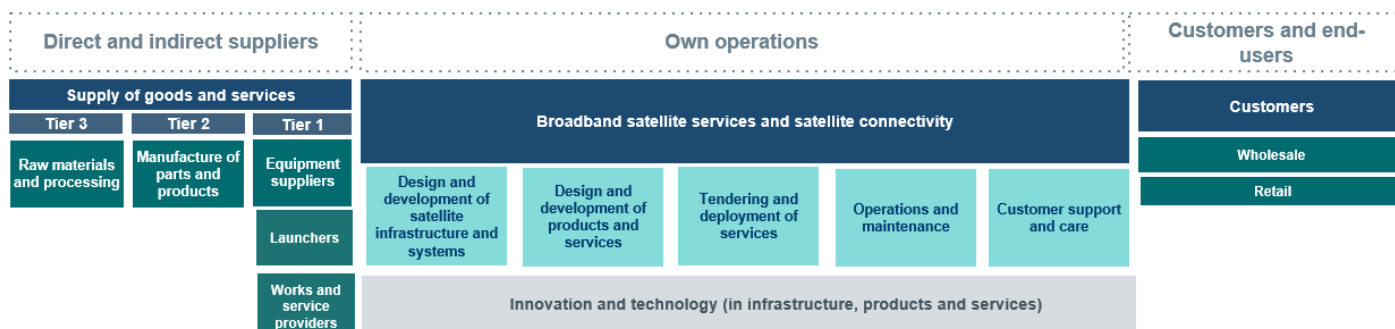 Direct and indirect suppliers
Own operations
Customers and end-
users
Supply of goods and services
Tier 3
Tier 2
Tier 1
Broadband satellite services and satellite connectivity
Customers
Raw materials
and processing
Manufacture of
parts and
products
Equipment
suppliers
Launchers
Works and
service
providers
Design and
development of
satellite
infrastructure and
systems
Design and
development of
products and
services
Tendering and
deployment of
services
Operations and
maintenance
Customer support
and care
Innovation and technology (in infrastructure, products and services)
Wholesale
Retail